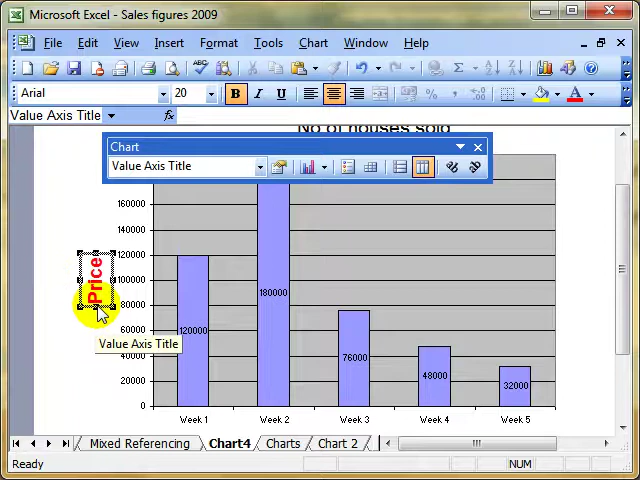 Microsoft Excel - Sales figures 2009
File Edit View Insert Format Tools Chart Window Help
Arial 20 B I U
Value Axis Title fx
No of houses sold
Chart
Value Axis Title
160000
140000
120000
100000
80000
60000
40000
20000
0
Price
120000
180000
76000
48000
32000
Value Axis Title
Week 1 Week 2 Week 3 Week 4 Week 5
Mixed Referencing Chart4 Charts Chart 2
Ready NUM